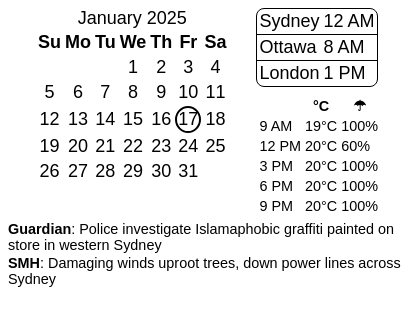 January 2025
Su Mo Tu We Th Fr Sa
1 2 3 4
5 6 7 8 9 10 11
12 13 14 15 16 17 18
19 20 21 22 23 24 25
26 27 28 29 30 31
Sydney 12 AM
Ottawa 8 AM
London 1 PM
°C ☂
9 AM 19°C 100%
12 PM 20°C 60%
3 PM 20°C 100%
6 PM 20°C 100%
9 PM 20°C 100%
Guardian: Police investigate Islamaphobic graffiti painted on
store in western Sydney
SMH: Damaging winds uproot trees, down power lines across
Sydney